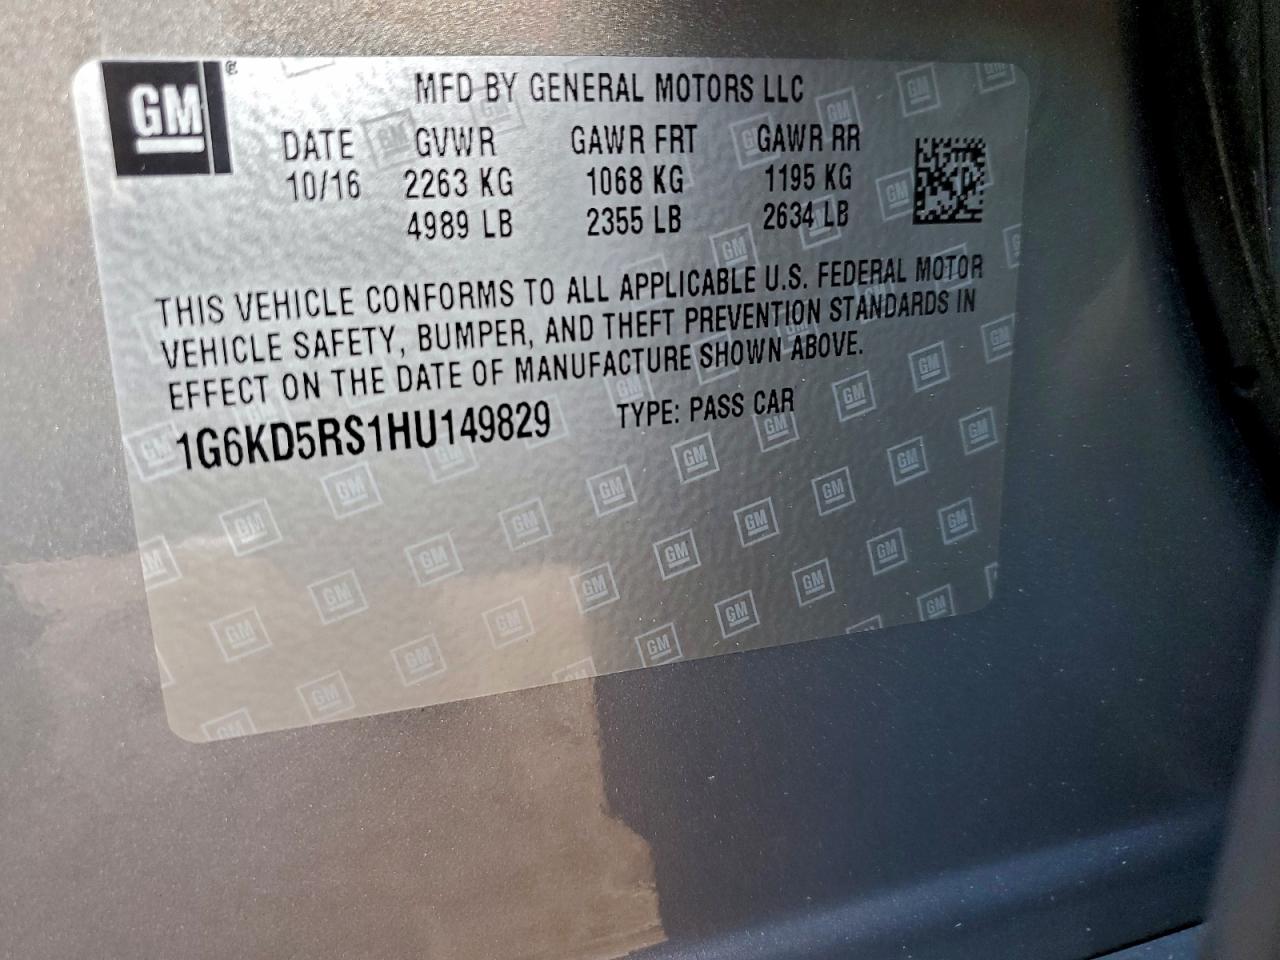 GM ®
MFD BY GENERAL MOTORS LLC
DATE GVWR GAWR FRT GAWR RR
10/16 2263 KG 1068 KG 1195 KG
4989 LB 2355 LB 2634 LB
THIS VEHICLE CONFORMS TO ALL APPLICABLE U.S. FEDERAL MOTOR
VEHICLE SAFETY, BUMPER, AND THEFT PREVENTION STANDARDS IN
EFFECT ON THE DATE OF MANUFACTURE SHOWN ABOVE.
1G6KD5RS1HU149829 TYPE: PASS CAR